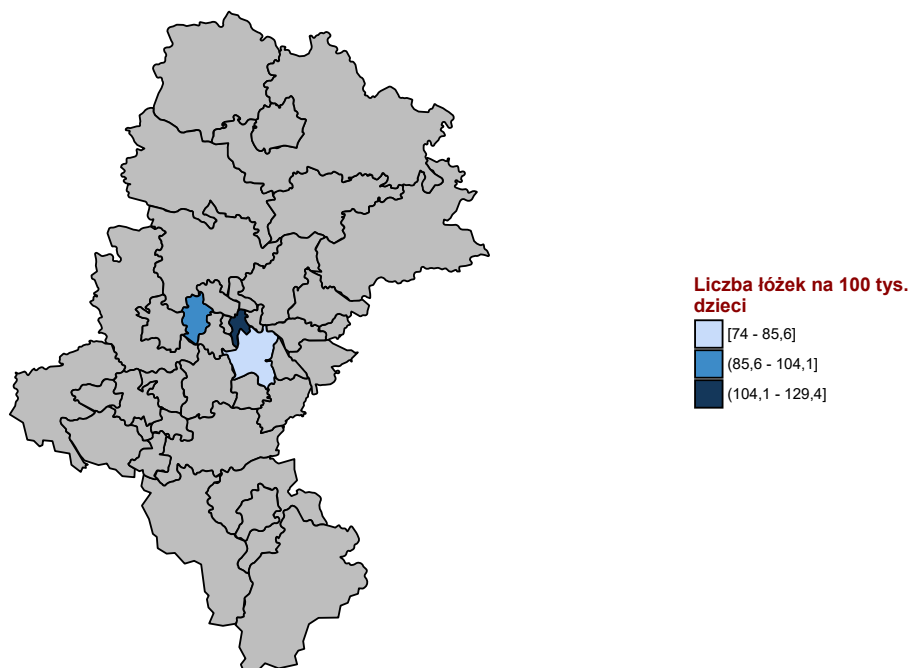 Liczba łóżek na 100 tys.
dzieci
[74 - 85,6]
(85,6 - 104,1]
(104,1 - 129,4]